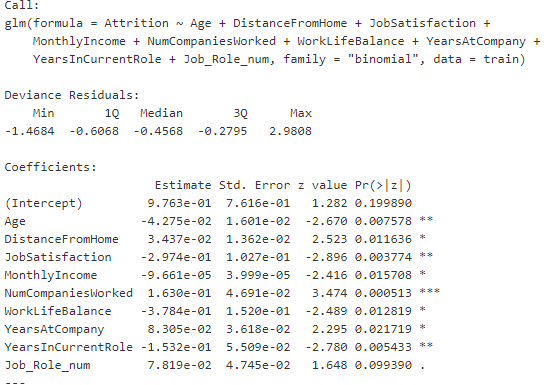 Call:
glm(formula = Attrition ~ Age + DistanceFromHome + JobSatisfaction +
    MonthlyIncome + NumCompaniesWorked + WorkLifeBalance + YearsAtCompany +
    YearsInCurrentRole + Job_Role_num, family = "binomial", data = train)

Deviance Residuals:
    Min       1Q   Median       3Q      Max
-1.4684  -0.6068  -0.4568  -0.2795   2.9808

Coefficients:
                     Estimate Std. Error z value Pr(>|z|)
(Intercept)         9.763e-01  7.616e-01   1.282 0.199890
Age                -4.275e-02  1.601e-02  -2.670 0.007578 **
DistanceFromHome    3.437e-02  1.362e-02   2.523 0.011636 *
JobSatisfaction    -2.974e-01  1.027e-01  -2.896 0.003774 **
MonthlyIncome      -9.661e-05  3.999e-05  -2.416 0.015708 *
NumCompaniesWorked  1.630e-01  4.691e-02   3.474 0.000513 ***
WorkLifeBalance    -3.784e-01  1.520e-01  -2.489 0.012819 *
YearsAtCompany      8.305e-02  3.618e-02   2.295 0.021719 *
YearsInCurrentRole -1.532e-01  5.509e-02  -2.780 0.005433 **
Job_Role_num        7.819e-02  4.745e-02   1.648 0.099390 .
---